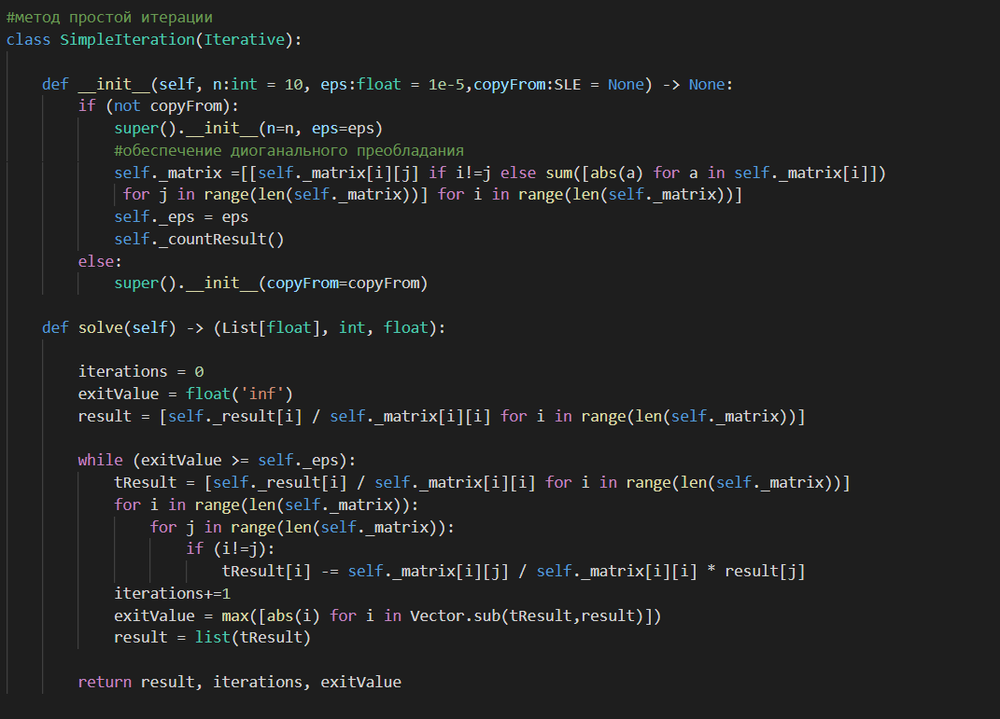 #метод простой итерации
class SimpleIteration(Iterative):
def __init__(self, n:int = 10, eps:float = 1e-5,copyFrom:SLE = None) -> None:
if (not copyFrom):
super().__init__(n=n, eps=eps)
#обеспечение диоганального преобладания
self._matrix =[[self._matrix[i][j] if i!=j else sum([abs(a) for a in self._matrix[i]])
for j in range(len(self._matrix))] for i in range(len(self._matrix))]
self._eps = eps
self._countResult()
else:
super().__init__(copyFrom=copyFrom)
def solve(self) -> (List[float], int, float):
iterations = 0
exitValue = float('inf')
result = [self._result[i] / self._matrix[i][i] for i in range(len(self._matrix))]
while (exitValue >= self._eps):
tResult = [self._result[i] / self._matrix[i][i] for i in range(len(self._matrix))]
for i in range(len(self._matrix)):
for j in range(len(self._matrix)):
if (i!=j):
tResult[i] -= self._matrix[i][j] / self._matrix[i][i] * result[j]
iterations+=1
exitValue = max([abs(i) for i in Vector.sub(tResult,result)])
result = list(tResult)
return result, iterations, exitValue